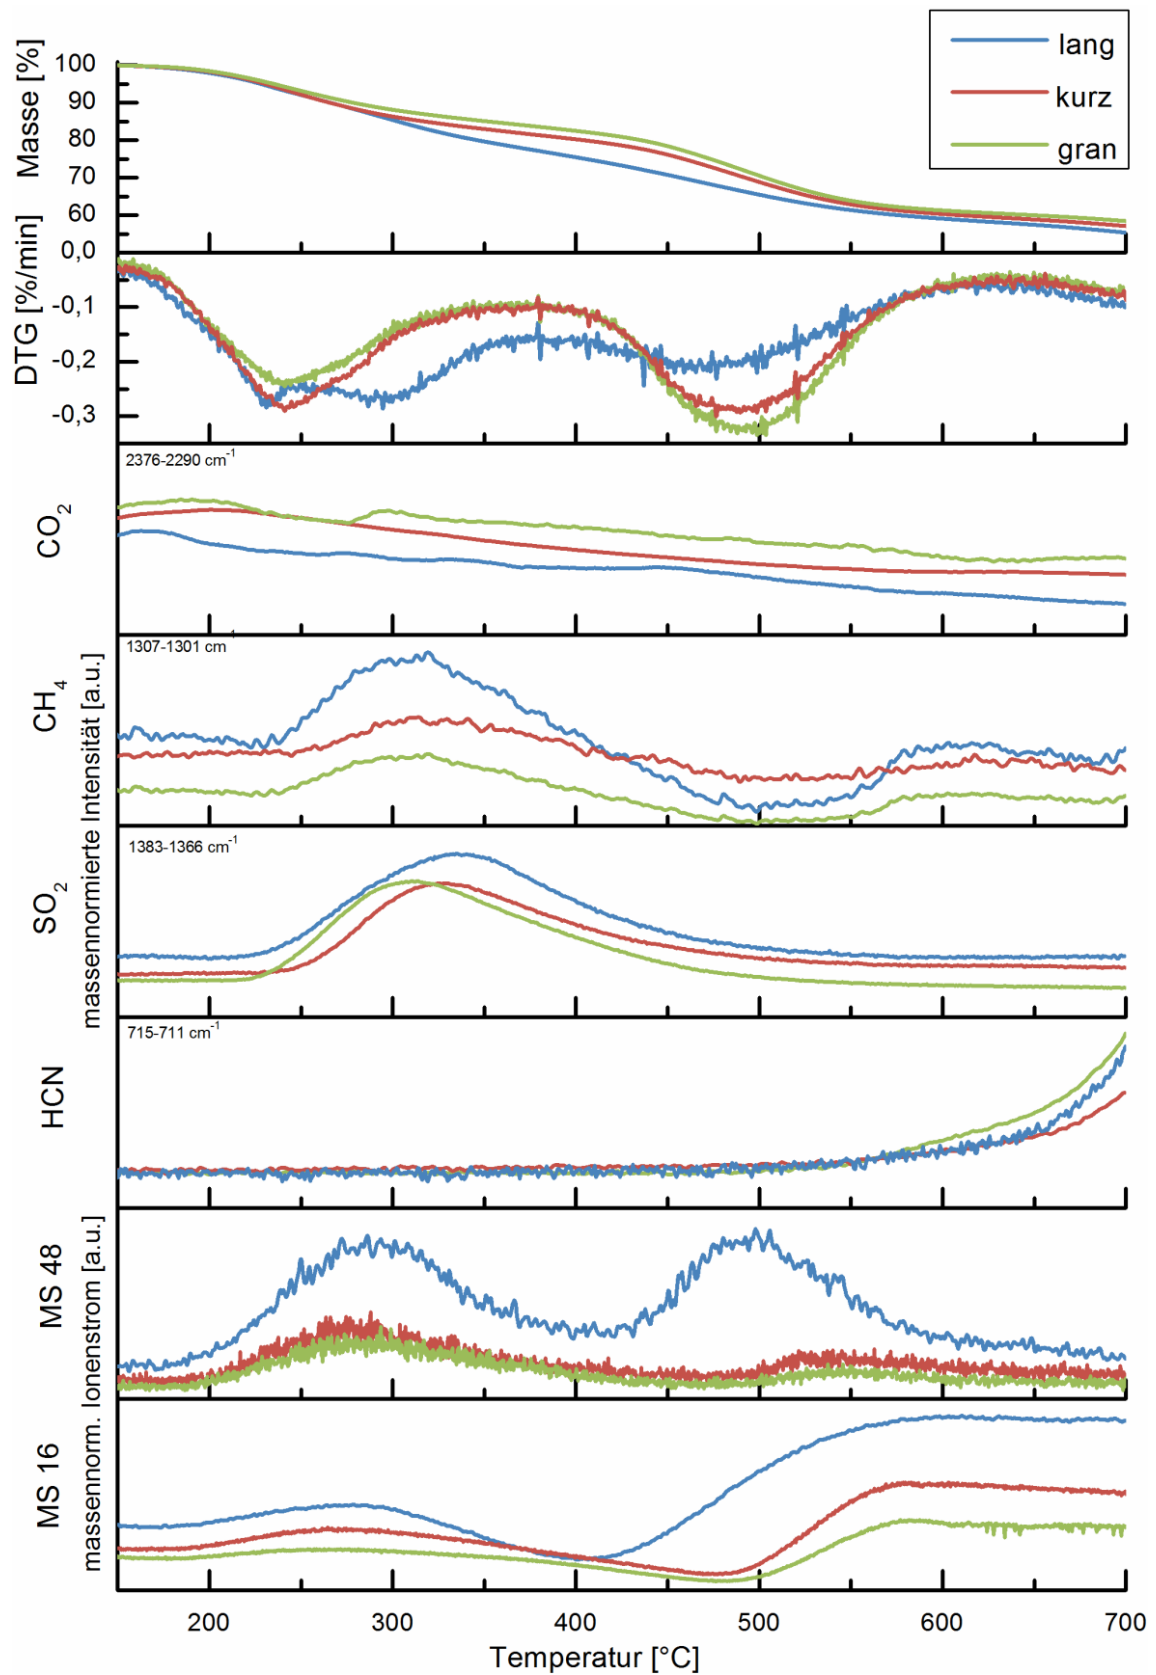 lang
kurz
gran
Masse [%]
100
90
80
70
60
DTG [%/min]
0,0
-0,1
-0,2
-0,3
CO2
2376-2290 cm-1
massennormierte Intensität [a.u.]
CH4
1307-1301 cm-1
SO2
1383-1366 cm-1
HCN
715-711 cm-1
massennorm. Ionenstrom [a.u.]
MS 48
MS 16
200 300 400 500 600 700
Temperatur [°C]